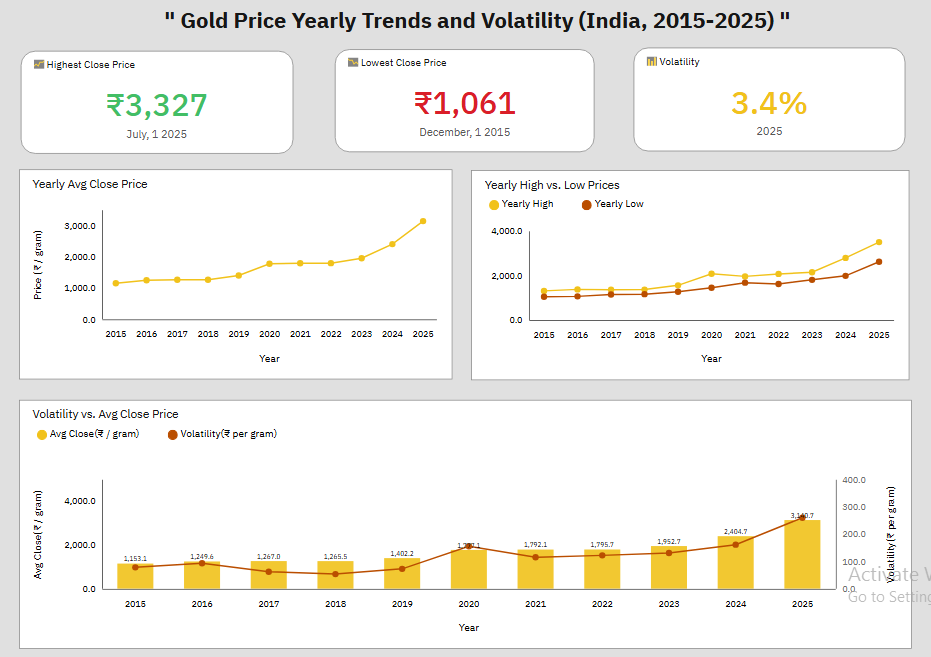 " Gold Price Yearly Trends and Volatility (India, 2015-2025) "
Highest Close Price
₹3,327
July, 1 2025
Lowest Close Price
₹1,061
December, 1 2015
Volatility
3.4%
2025
Yearly Avg Close Price
Price (₹ / gram)
3,000.0
2,000.0
1,000.0
0.0
2015 2016 2017 2018 2019 2020 2021 2022 2023 2024 2025
Year
Yearly High vs. Low Prices
Yearly High Yearly Low
4,000.0
2,000.0
0.0
2015 2016 2017 2018 2019 2020 2021 2022 2023 2024 2025
Year
Volatility vs. Avg Close Price
Avg Close(₹ / gram) Volatility(₹ per gram)
Avg Close(₹ / gram)
4,000.0
2,000.0
0.0
1,153.1 1,249.6 1,267.0 1,265.5 1,402.2 1,792.1 1,795.7 1,952.7 2,404.7
400.0
300.0
200.0
100.0
0.0
Volatility(₹ per gram)
2015 2016 2017 2018 2019 2020 2021 2022 2023 2024 2025
Year
Activate W
Go to Setting